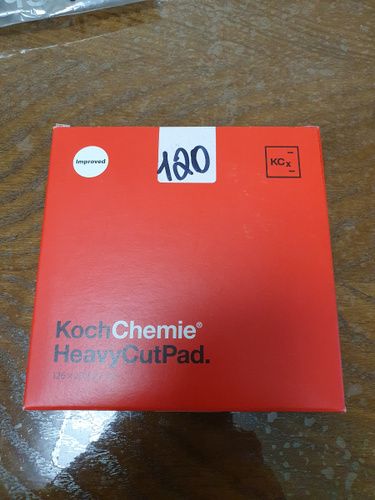 Improved
120
KCx
KochChemie®
HeavyCutPad.